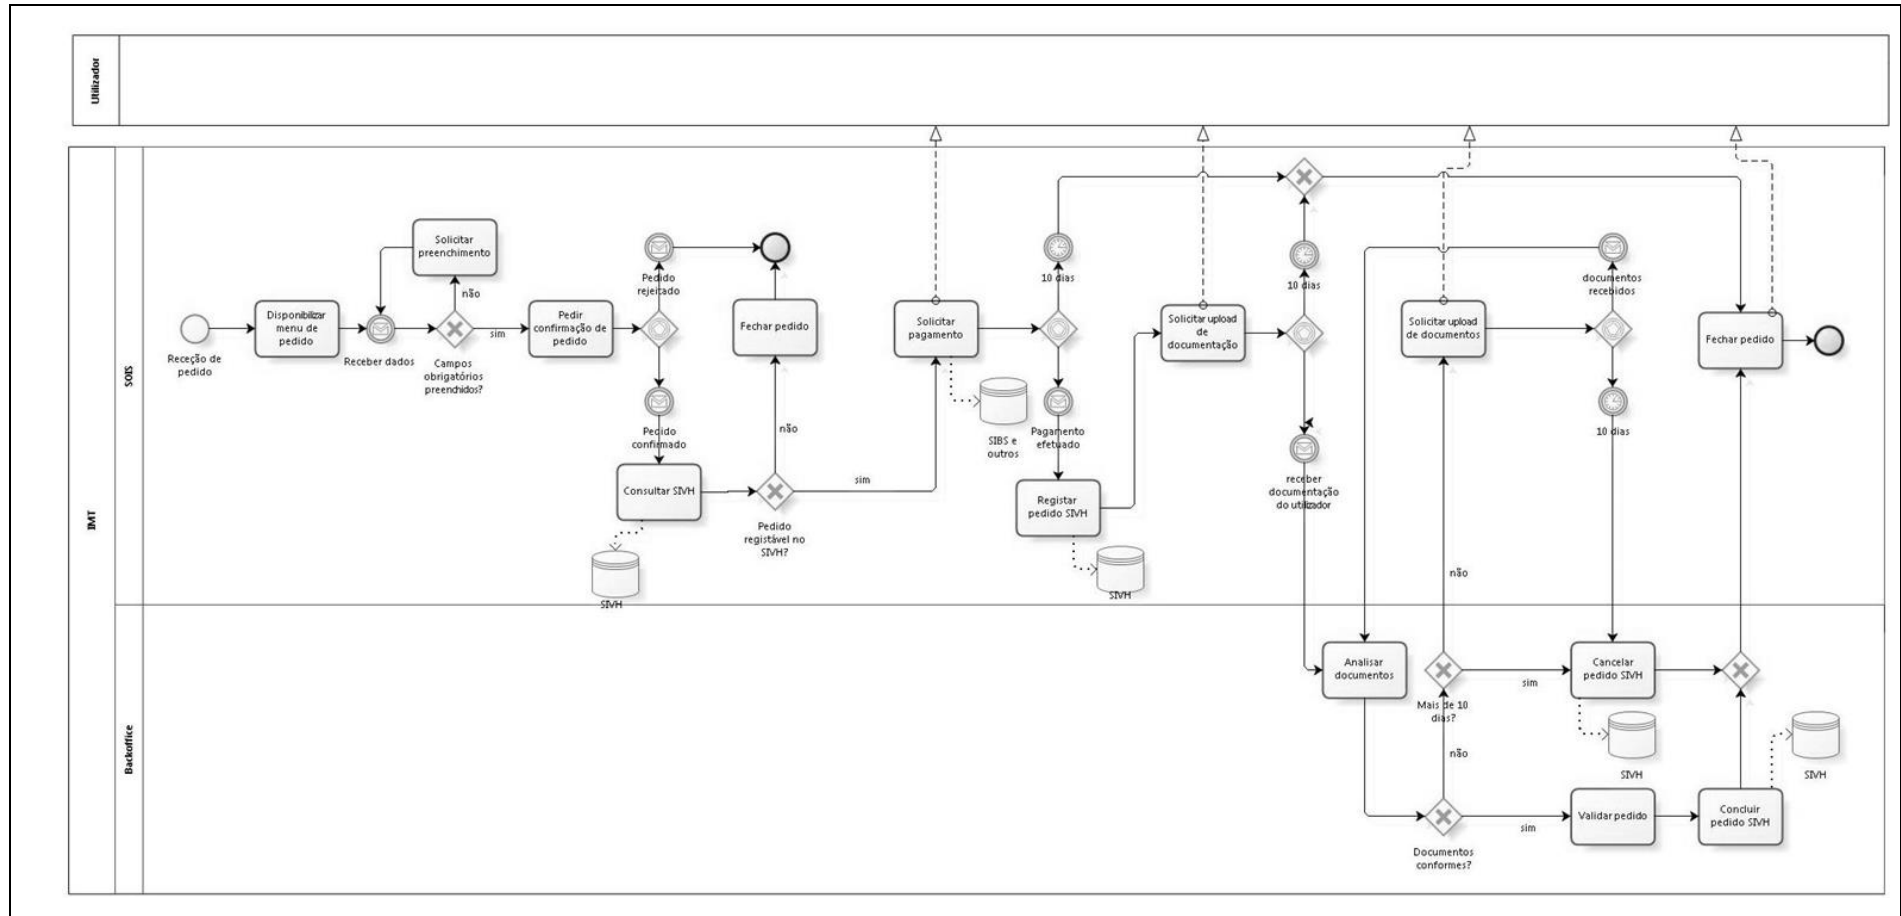 Utilizador
IMT
SOIS
Receção de
pedido
Disponibilizar
menu de
pedido
Receber dados
Solicitar
preenchimento
não
Campos
obrigatórios
preenchidos?
sim
Pedir
confirmação de
pedido
Pedido
rejeitado
Pedido
confirmado
Consultar SIVH
SIVH
Fechar pedido
não
Pedido
registável no
SIVH?
sim
Solicitar
pagamento
SIBS e
outros
10 dias
Pagamento
efetuado
Registar
pedido SIVH
SIVH
Solicitar upload
de
documentação
10 dias
receber
documentação
do utilizador
Solicitar upload
de documentos
documentos
recebidos
10 dias
Fechar pedido
não
Backoffice
Analisar
documentos
Mais de 10
dias?
sim
Cancelar
pedido SIVH
SIVH
não
Documentos
conformes?
sim
Validar pedido
Concluir
pedido SIVH
SIVH